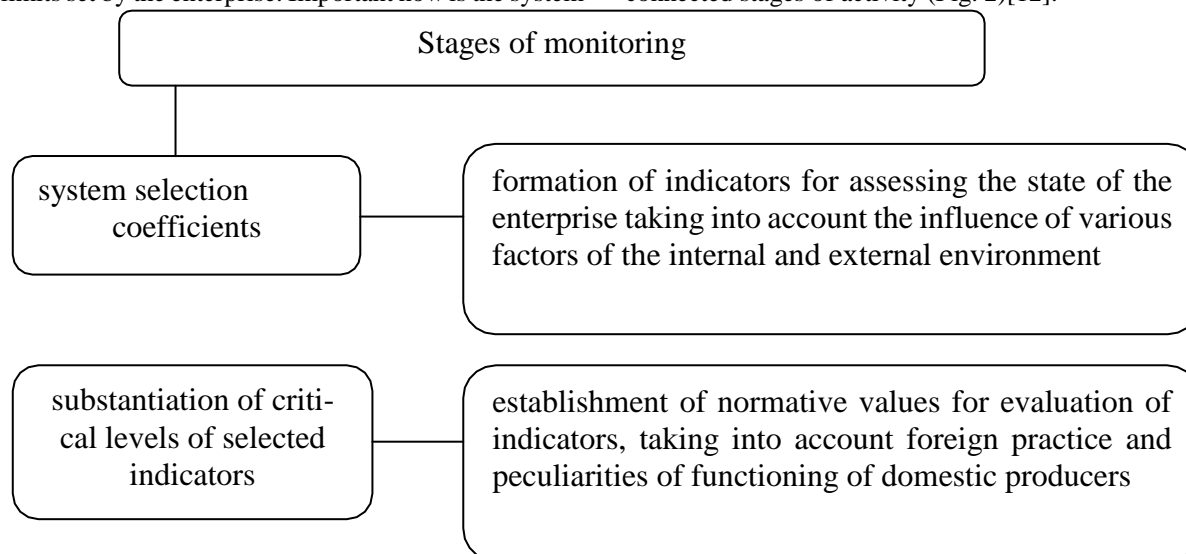 limits set by the enterprise. Important now is the system connected stages of activity (Fig. 2)[12].
Stages of monitoring
system selection
coefficients
formation of indicators for assessing the state of the
enterprise taking into account the influence of various
factors of the internal and external environment
substantiation of criti-
cal levels of selected
indicators
establishment of normative values for evaluation of
indicators, taking into account foreign practice and
peculiarities of functioning of domestic producers